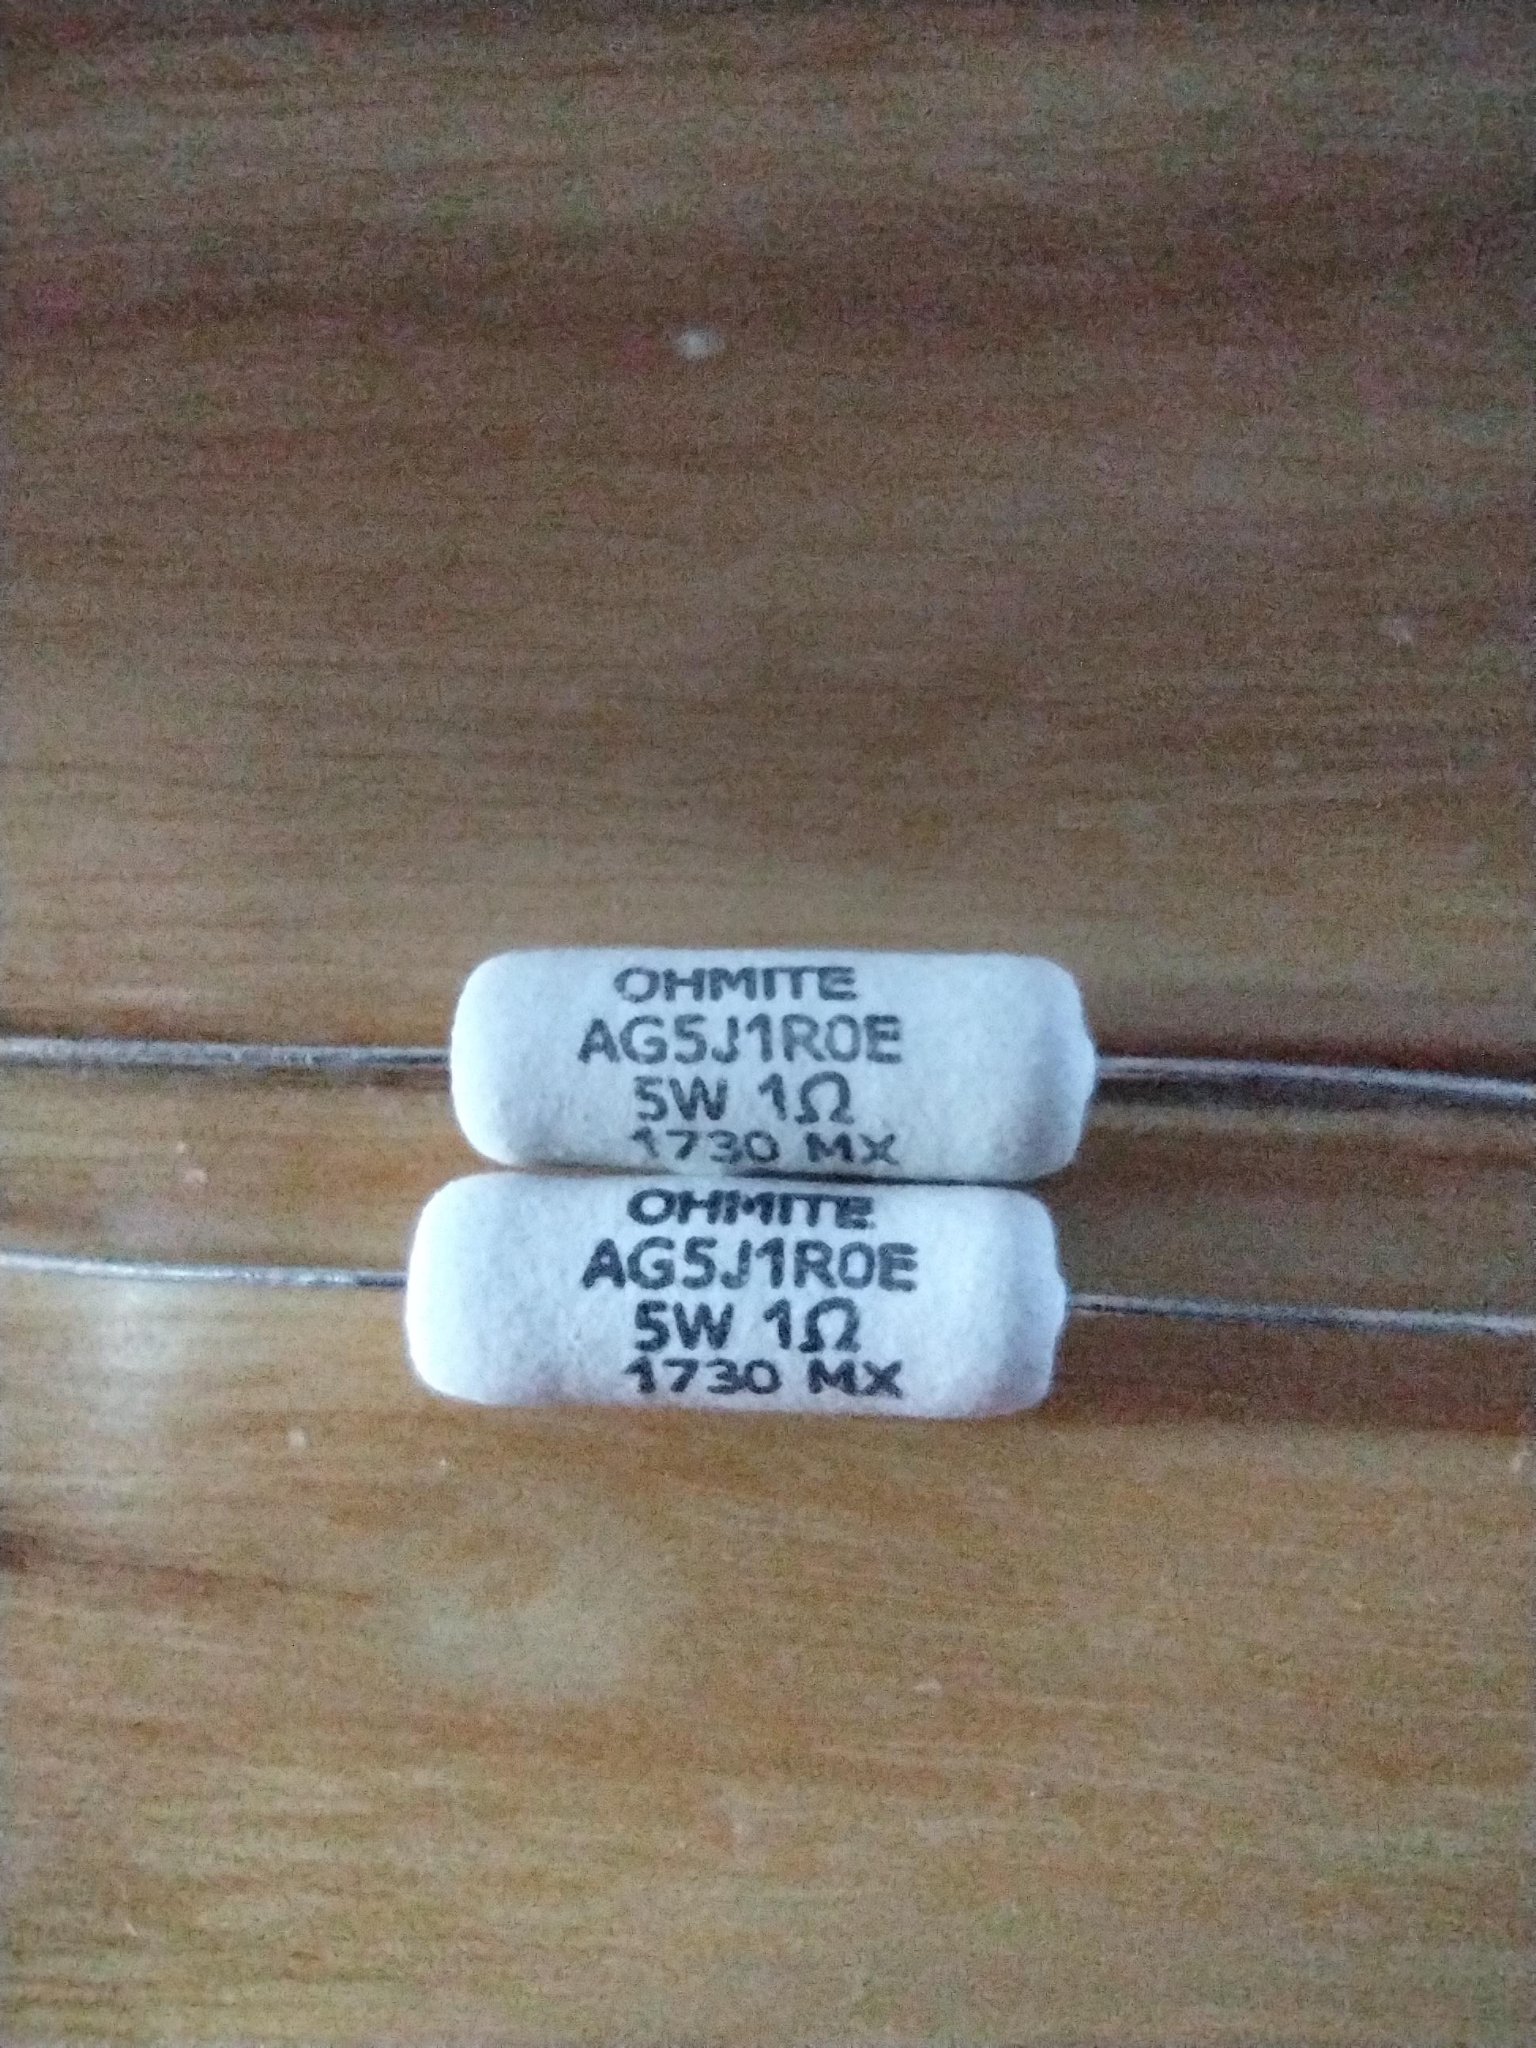 OHMITE
AG5J1R0E
5W 1Ω
1730 MX
OHMITE
AG5J1R0E
5W 1Ω
1730 MX